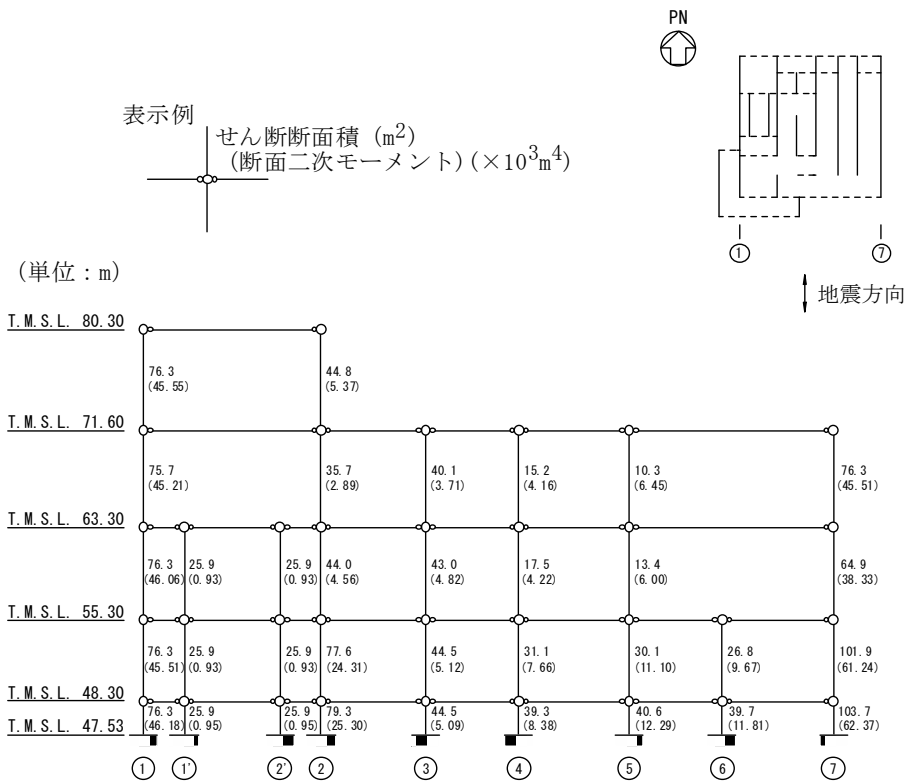 PN
表示例
せん断断面積 (m2)
(断面二次モーメント)(×10^3m^4)
① ⑦
(単位：m)
地震方向
T.M.S.L. 80.30
76.3 44.8
(45.55) (5.37)
T.M.S.L. 71.60
75.7 35.7 40.1 15.2 10.3 76.3
(45.21) (2.89) (3.71) (4.16) (6.45) (45.51)
T.M.S.L. 63.30
76.3 25.9 25.9 44.0 43.0 17.5 13.4 64.9
(46.06) (0.93) (0.93) (4.56) (4.82) (4.22) (6.00) (38.33)
T.M.S.L. 55.30
76.3 25.9 25.9 77.6 44.5 31.1 30.1 26.8 101.9
(45.51) (0.93) (0.93) (24.31) (5.12) (7.66) (11.10) (9.67) (61.24)
T.M.S.L. 48.30
76.3 25.9 25.9 79.3 44.5 39.3 40.6 39.7 103.7
(46.18) (0.95) (0.95) (25.30) (5.09) (8.38) (12.29) (11.81) (62.37)
T.M.S.L. 47.53
① ①' ②' ② ③ ④ ⑤ ⑥ ⑦